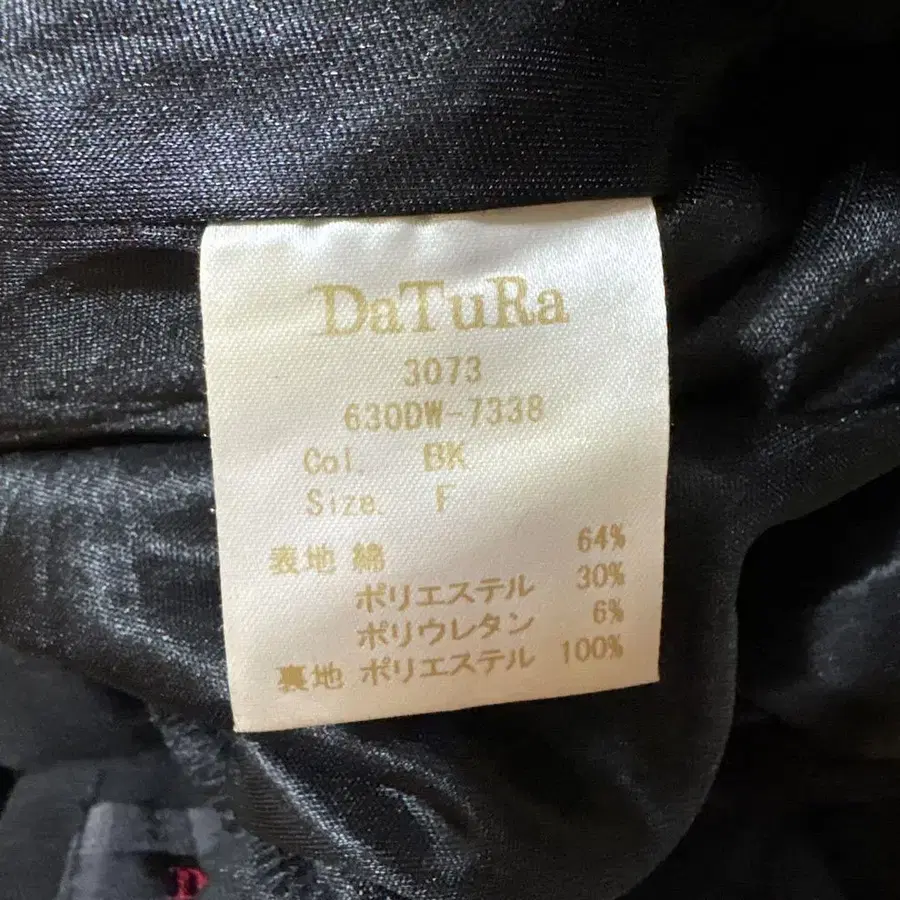 DaTuRa
3073
630DW-7338
Col. BK
Size. F
表地 綿 64%
ポリエステル 30%
ポリウレタン 6%
裏地 ポリエステル 100%